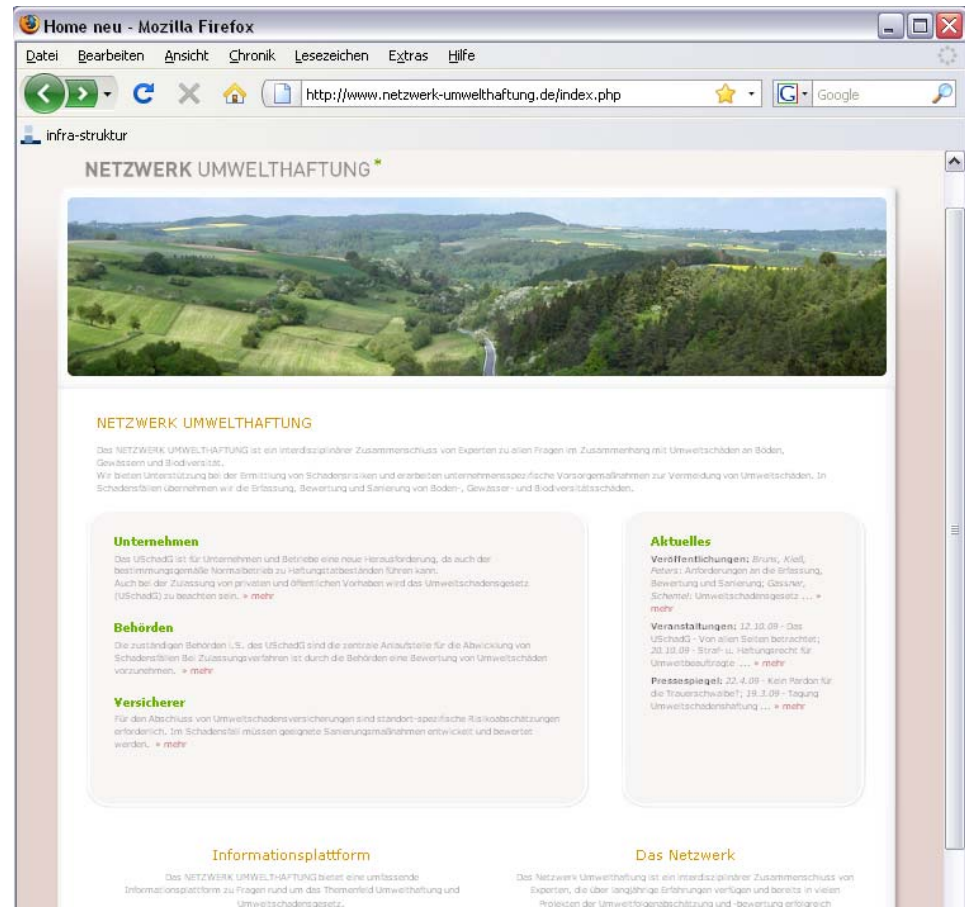 Home neu - Mozilla Firefox
Datei Bearbeiten Ansicht Chronik Lesezeichen Extras Hilfe
http://www.netzwerk-umwelthaftung.de/index.php
G Google
infra-struktur
NETZWERK UMWELTHAFTUNG*
NETZWERK UMWELTHAFTUNG
Das NETZWERK UMWELTHAFTUNG ist ein interdisziplinärer Zusammenschluss von Experten zu allen Fragen im Zusammenhang mit Umweltschäden an Böden,
Gewässern und Biodiversität.
Wir bieten Unterstützung bei der Ermittlung von Schadensrisiken und erarbeiten unternehmensspezifische Vorsorgemaßnahmen zur Vermeidung von Umweltschäden. In
Schadensfällen übernehmen wir die Erfassung, Bewertung und Sanierung von Boden-, Gewässer- und Biodiversitätsschäden.
Unternehmen
Das USchadG ist für Unternehmen und Betriebe eine neue Herausforderung, da auch der
bestimmungsgemäße Normalbetrieb zu Haftungstatbeständen führen kann.
Auch bei der Zulassung von privaten und öffentlichen Vorhaben wird das Umweltschadensgesetz
(USchadG) zu beachten sein. » mehr
Behörden
Die zuständigen Behörden i.S. des USchadG sind die zentrale Anlaufstelle für die Abwicklung von
Schadensfällen Bei Zulassungsverfahren ist durch die Behörden eine Bewertung von Umweltschäden
vorzunehmen. » mehr
Versicherer
Für den Abschluss von Umweltschadensversicherungen sind standort-spezifische Risikoabschätzungen
erforderlich. Im Schadensfall müssen geeignete Sanierungsmaßnahmen entwickelt und bewertet
werden. » mehr
Aktuelles
Veröffentlichungen: Bruns, Kieß,
Peters: Anforderungen an die Erfassung,
Bewertung und Sanierung; Gassner,
Schemel: Umweltschadensgesetz ... »
mehr
Veranstaltungen: 12.10.09 - Das
USchadG - Von allen Seiten betrachtet;
20.10.09 - Straf- u. Haftungsrecht für
Umweltbeauftragte ... » mehr
Pressespiegel: 22.4.09 - Kein Pardon für
die Trauerschwalbe?; 19.3.09 - Tagung
Umweltschadenshaftung ... » mehr
Informationsplattform
Das NETZWERK UMWELTHAFTUNG bietet eine umfassende
Informationsplattform zu Fragen rund um das Themenfeld Umwelthaftung und
Umweltschadensgesetz.
Das Netzwerk
Das Netzwerk Umwelthaftung ist ein interdisziplinärer Zusammenschluss von
Experten, die über langjährige Erfahrungen verfügen und bereits in vielen
Projekten der Umweltfolgenabschätzung und -bewertung erfolgreich